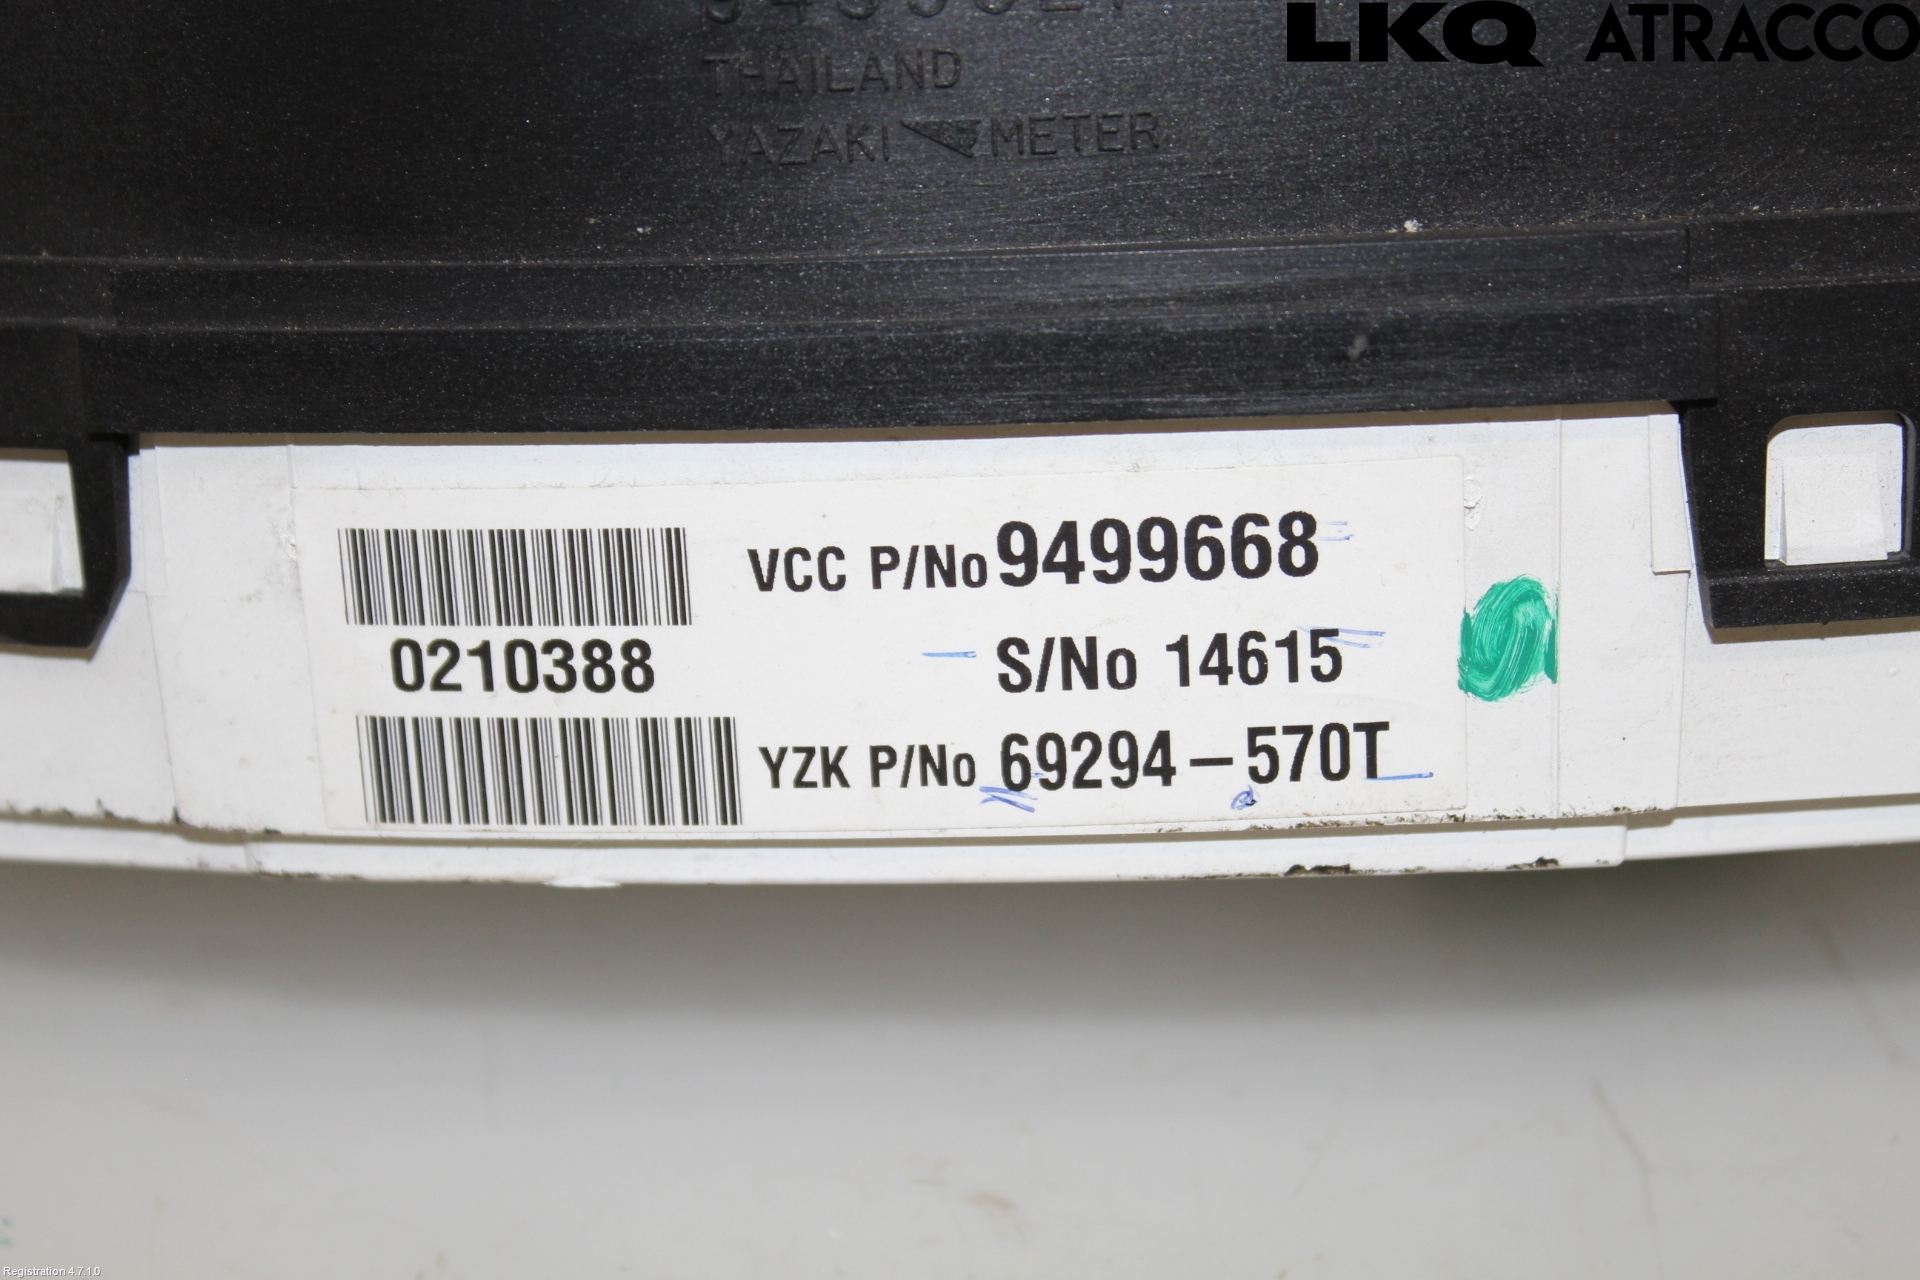 LKQ ATRACCO
THAILAND
YAZAKI METER
VCC P/No 9499668
0210388
S/No 14615
YZK P/No 69294-570T
Registration 4.7.1.0